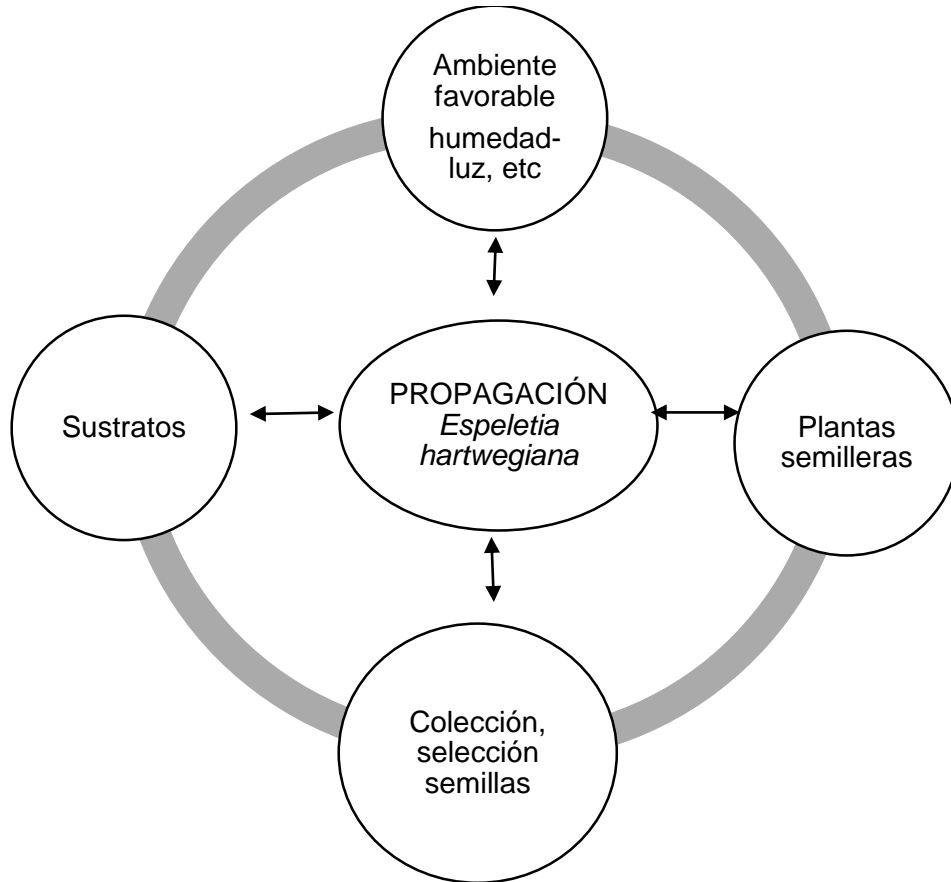 Ambiente
favorable
humedad-
luz, etc
Sustratos
PROPAGACIÓN
Espeletia
hartwegiana
Plantas
semilleras
Colección,
selección
semillas